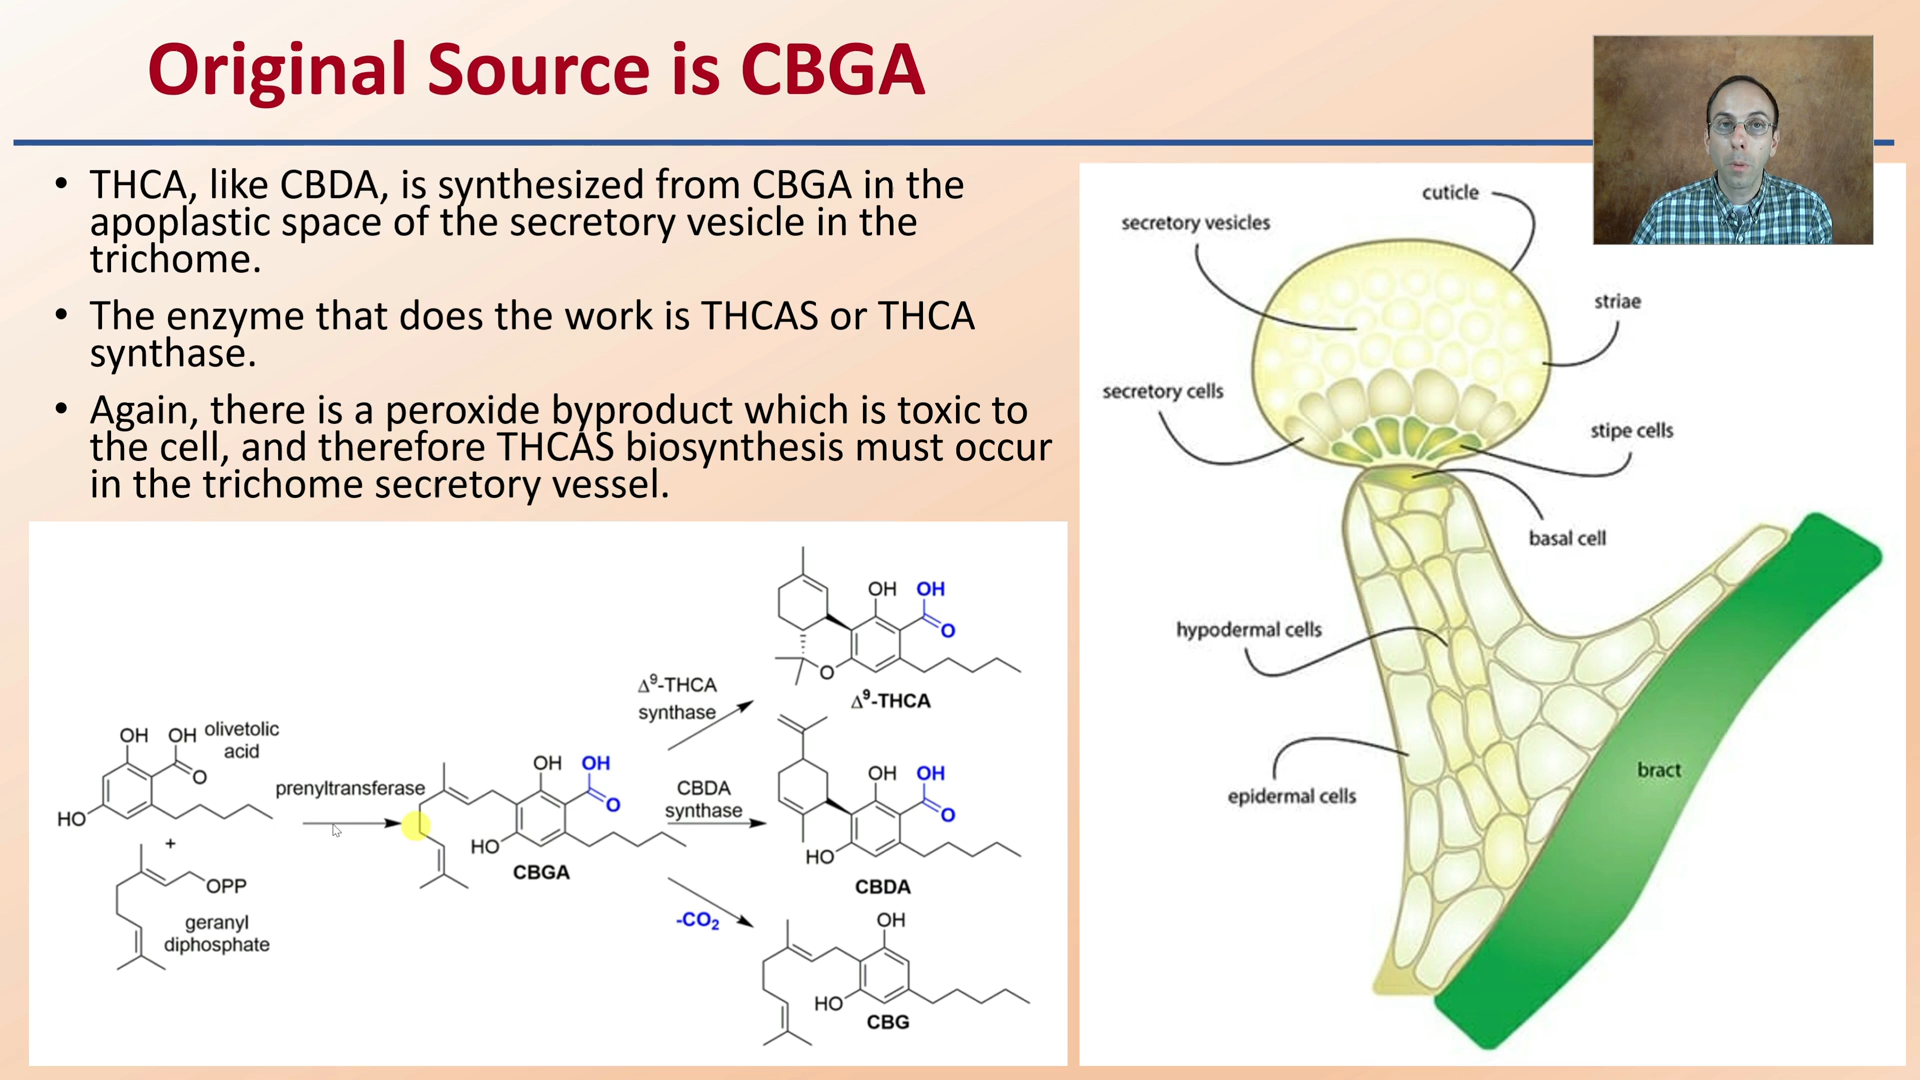 Original Source is CBGA
• THCA, like CBDA, is synthesized from CBGA in the
apoplastic space of the secretory vesicle in the
trichome.
• The enzyme that does the work is THCAS or THCA
synthase.
• Again, there is a peroxide byproduct which is toxic to
the cell, and therefore THCAS biosynthesis must occur
in the trichome secretory vessel.
OH OH olivetolic
acid
O
HO
+
OPP
geranyl
diphosphate
prenyltransferase
OH OH
O
HO
CBGA
Δ⁹-THCA
synthase
CBDA
synthase
-CO₂
OH OH
O
O
Δ⁹-THCA
OH OH
O
HO
CBDA
OH
HO
CBG
cuticle
secretory vesicles
striae
secretory cells
stipe cells
basal cell
hypodermal cells
bract
epidermal cells